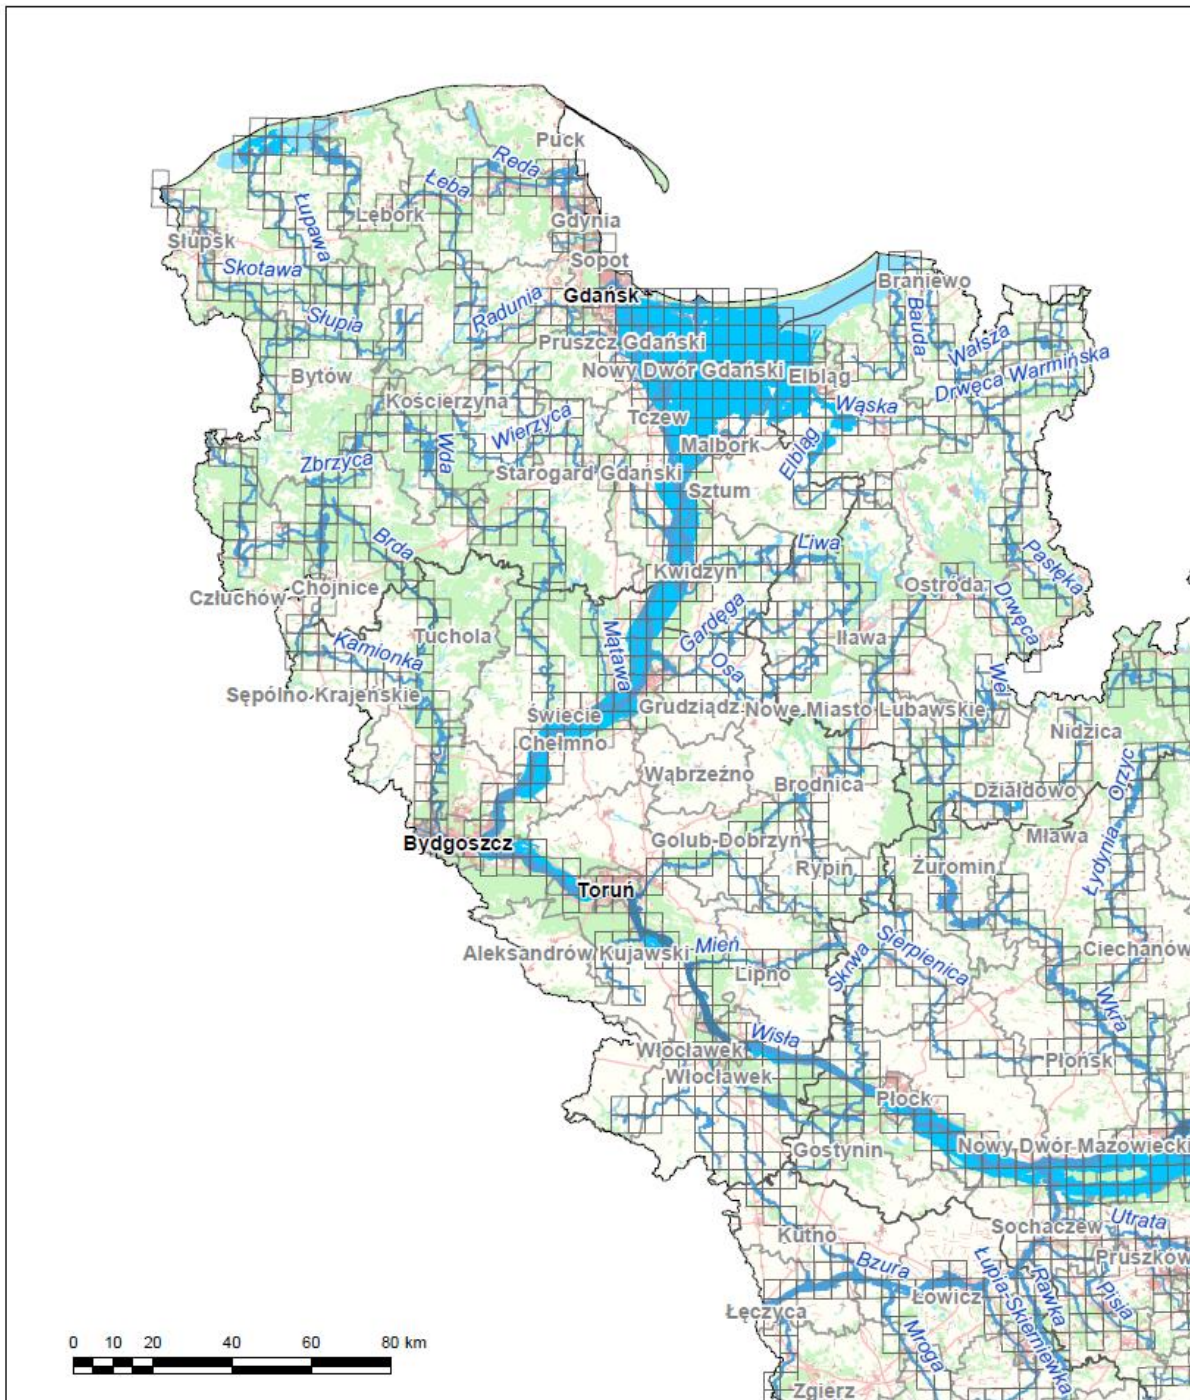 Puck
Reda
Łeba
Łupawa
Lębork
Gdynia
Słupsk
Sopot
Skotawa
Gdańsk
Braniewo
Radunia
Słupia
Bauda
Pruszcz Gdański
Wałsza
Nowy Dwór Gdański
Elbląg
Drwęca Warmińska
Bytów
Kościerzyna
Wąska
Tczew
Wierzyca
Malbork
Wda
Elbląg
Zbrzyca
Starogard Gdański
Sztum
Brda
Liwa
Pasłęka
Kwidzyn
Chojnice
Ostróda
Człuchów
Gardęga
Drwęca
Tuchola
Mątawa
Iława
Kamionka
Osa
Wel
Sępólno Krajeńskie
Grudziądz
Nowe Miasto Lubawskie
Świecie
Nidzica
Chełmno
Wąbrzeźno
Orzyc
Brodnica
Działdowo
Bydgoszcz
Golub-Dobrzyń
Mława
Rypin
Żuromin
Łydynia
Toruń
Mień
Sierpienica
Aleksandrów Kujawski
Ciechanów
Lipno
Skrwa
Wkra
Wisła
Włocławek
Płońsk
Włocławek
Płock
Nowy Dwór Mazowiecki
Gostynin
Utrata
Sochaczew
Kutno
Pruszków
Bzura
Łupia-Skierniewka
Rawka
Pisia
Łowicz
Łęczyca
Mroga
Zgierz
0 10 20 40 60 80 km